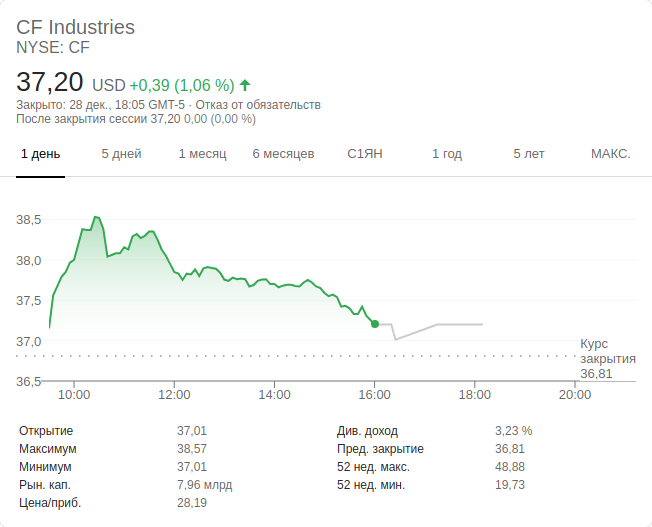 CF Industries
NYSE: CF
37,20 USD +0,39 (1,06 %)
Закрыто: 28 дек., 18:05 GMT-5 · Отказ от обязательств
После закрытия сессии 37,20 0,00 (0,00 %)
1 день 5 дней 1 месяц 6 месяцев С1ЯН 1 год 5 лет МАКС.
38,5
38,0
37,5
37,0
36,5
Курс
закрытия
36,81
10:00 12:00 14:00 16:00 18:00 20:00
Открытие 37,01 Див. доход 3,23 %
Максимум 38,57 Пред. закрытие 36,81
Минимум 37,01 52 нед. макс. 48,88
Рын. кап. 7,96 млрд 52 нед. мин. 19,73
Цена/приб. 28,19